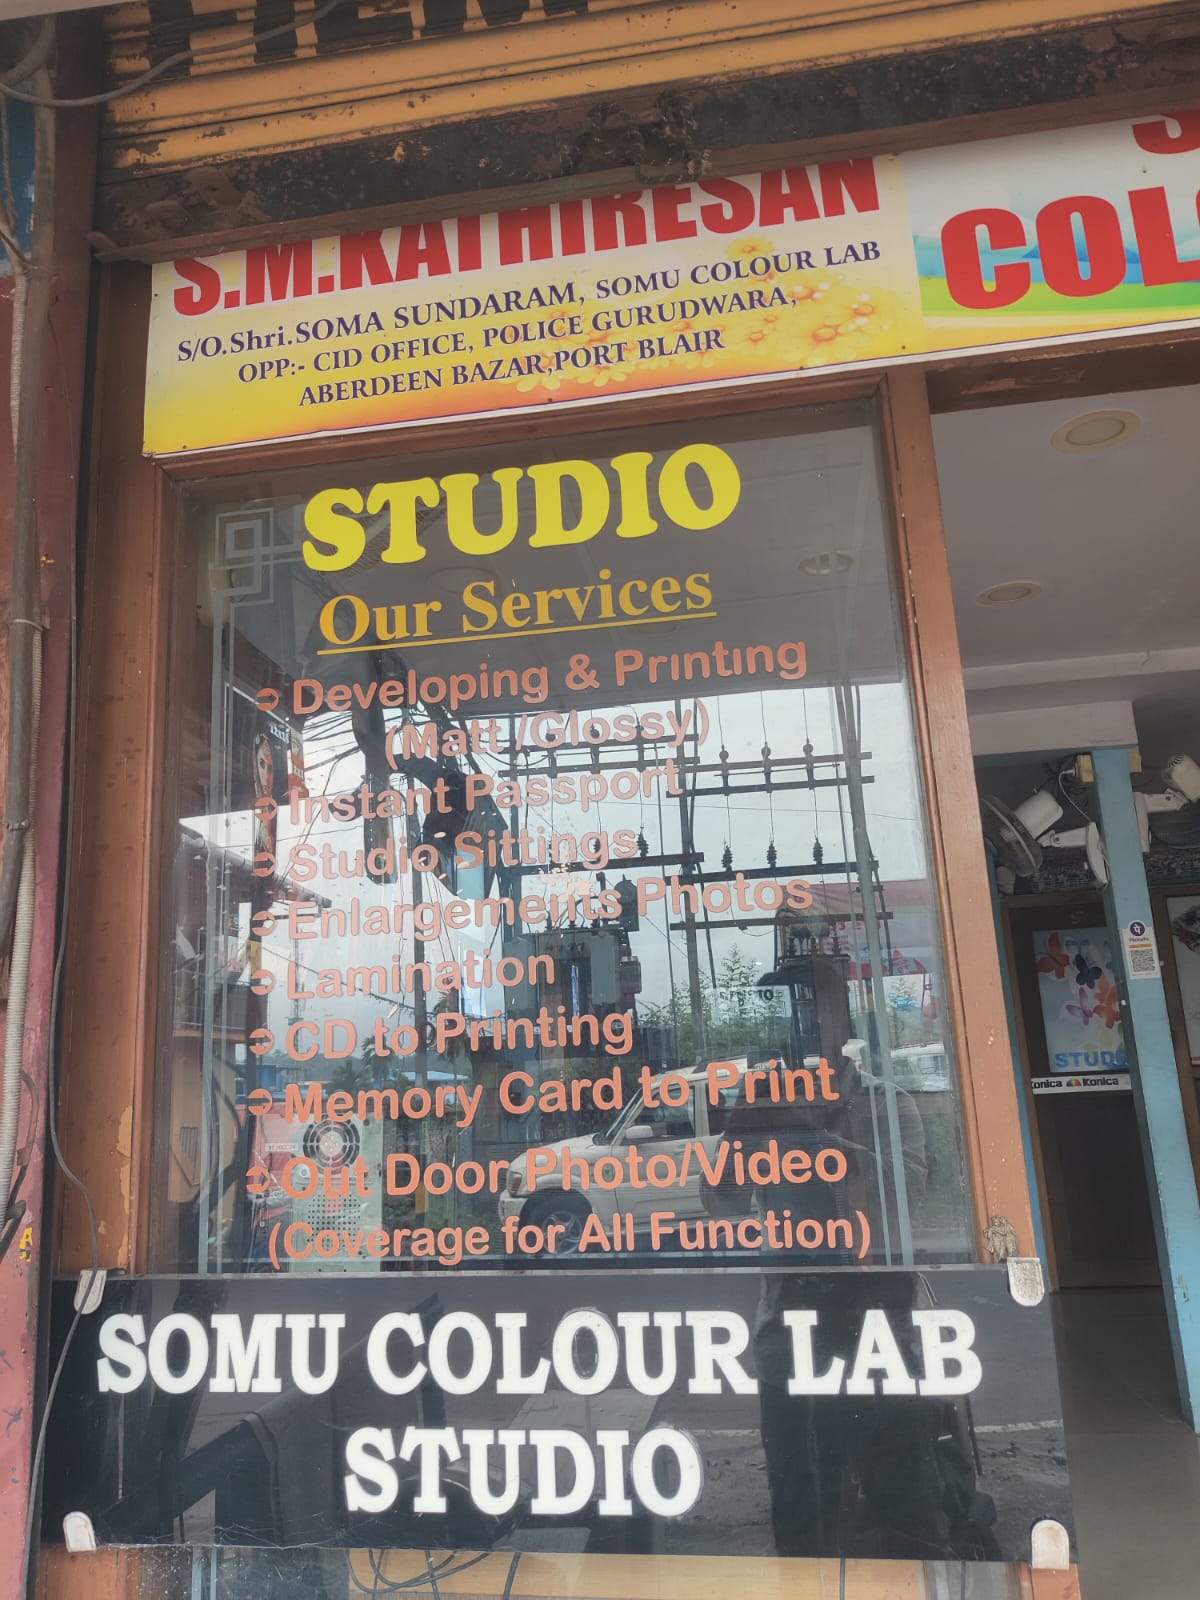 S.M.KATHIRESAN
S/O.Shri.SOMA SUNDARAM, SOMU COLOUR LAB
OPP:- CID OFFICE, POLICE GURUDWARA,
ABERDEEN BAZAR,PORT BLAIR
STUDIO
Our Services
Developing & Printing
(Matt /Glossy)
Instant Passport
Studio Sittings
Enlargements Photos
Lamination
CD to Printing
Memory Card to Print
Out Door Photo/Video
(Coverage for All Function)
SOMU COLOUR LAB
STUDIO
PhonePe
Konica